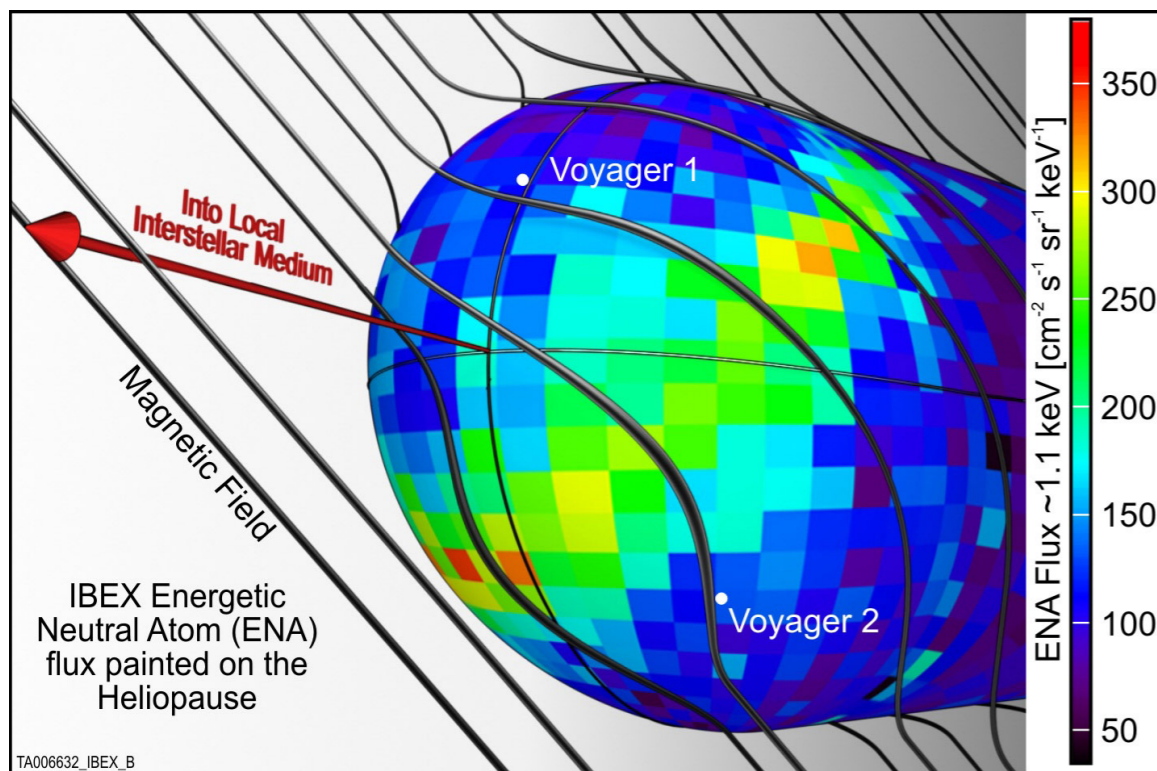 Into Local
Interstellar Medium
Magnetic Field
Voyager 1
Voyager 2
IBEX Energetic
Neutral Atom (ENA)
flux painted on the
Heliopause
TA006632_IBEX_B
ENA Flux ~1.1 keV [cm⁻² s⁻¹ sr⁻¹ keV⁻¹]
350
300
250
200
150
100
50